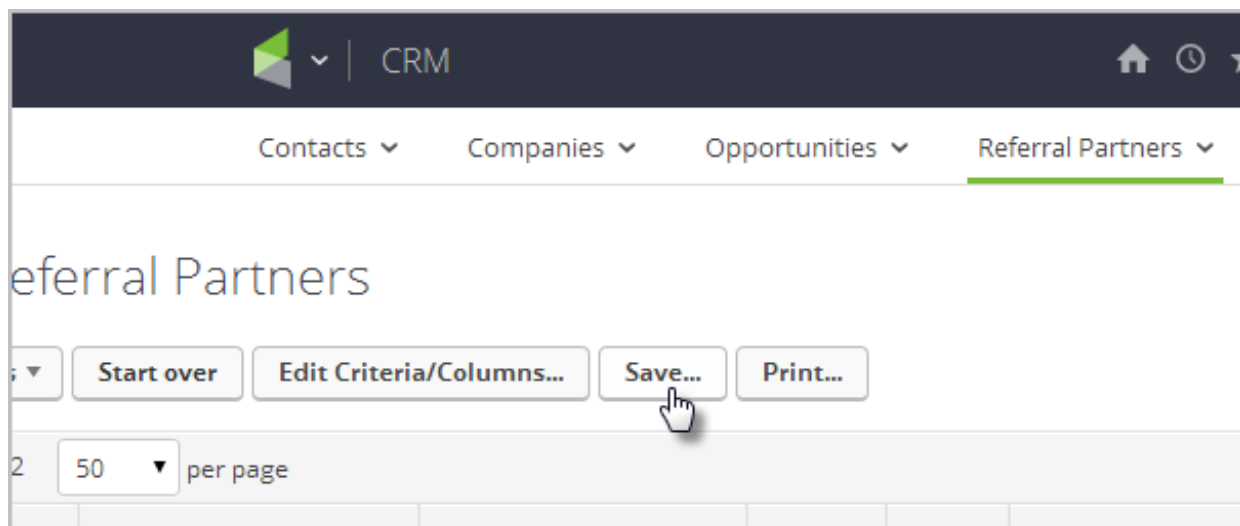 CRM
Contacts Companies Opportunities Referral Partners
eferral Partners
s Start over Edit Criteria/Columns... Save... Print...
2 50 per page